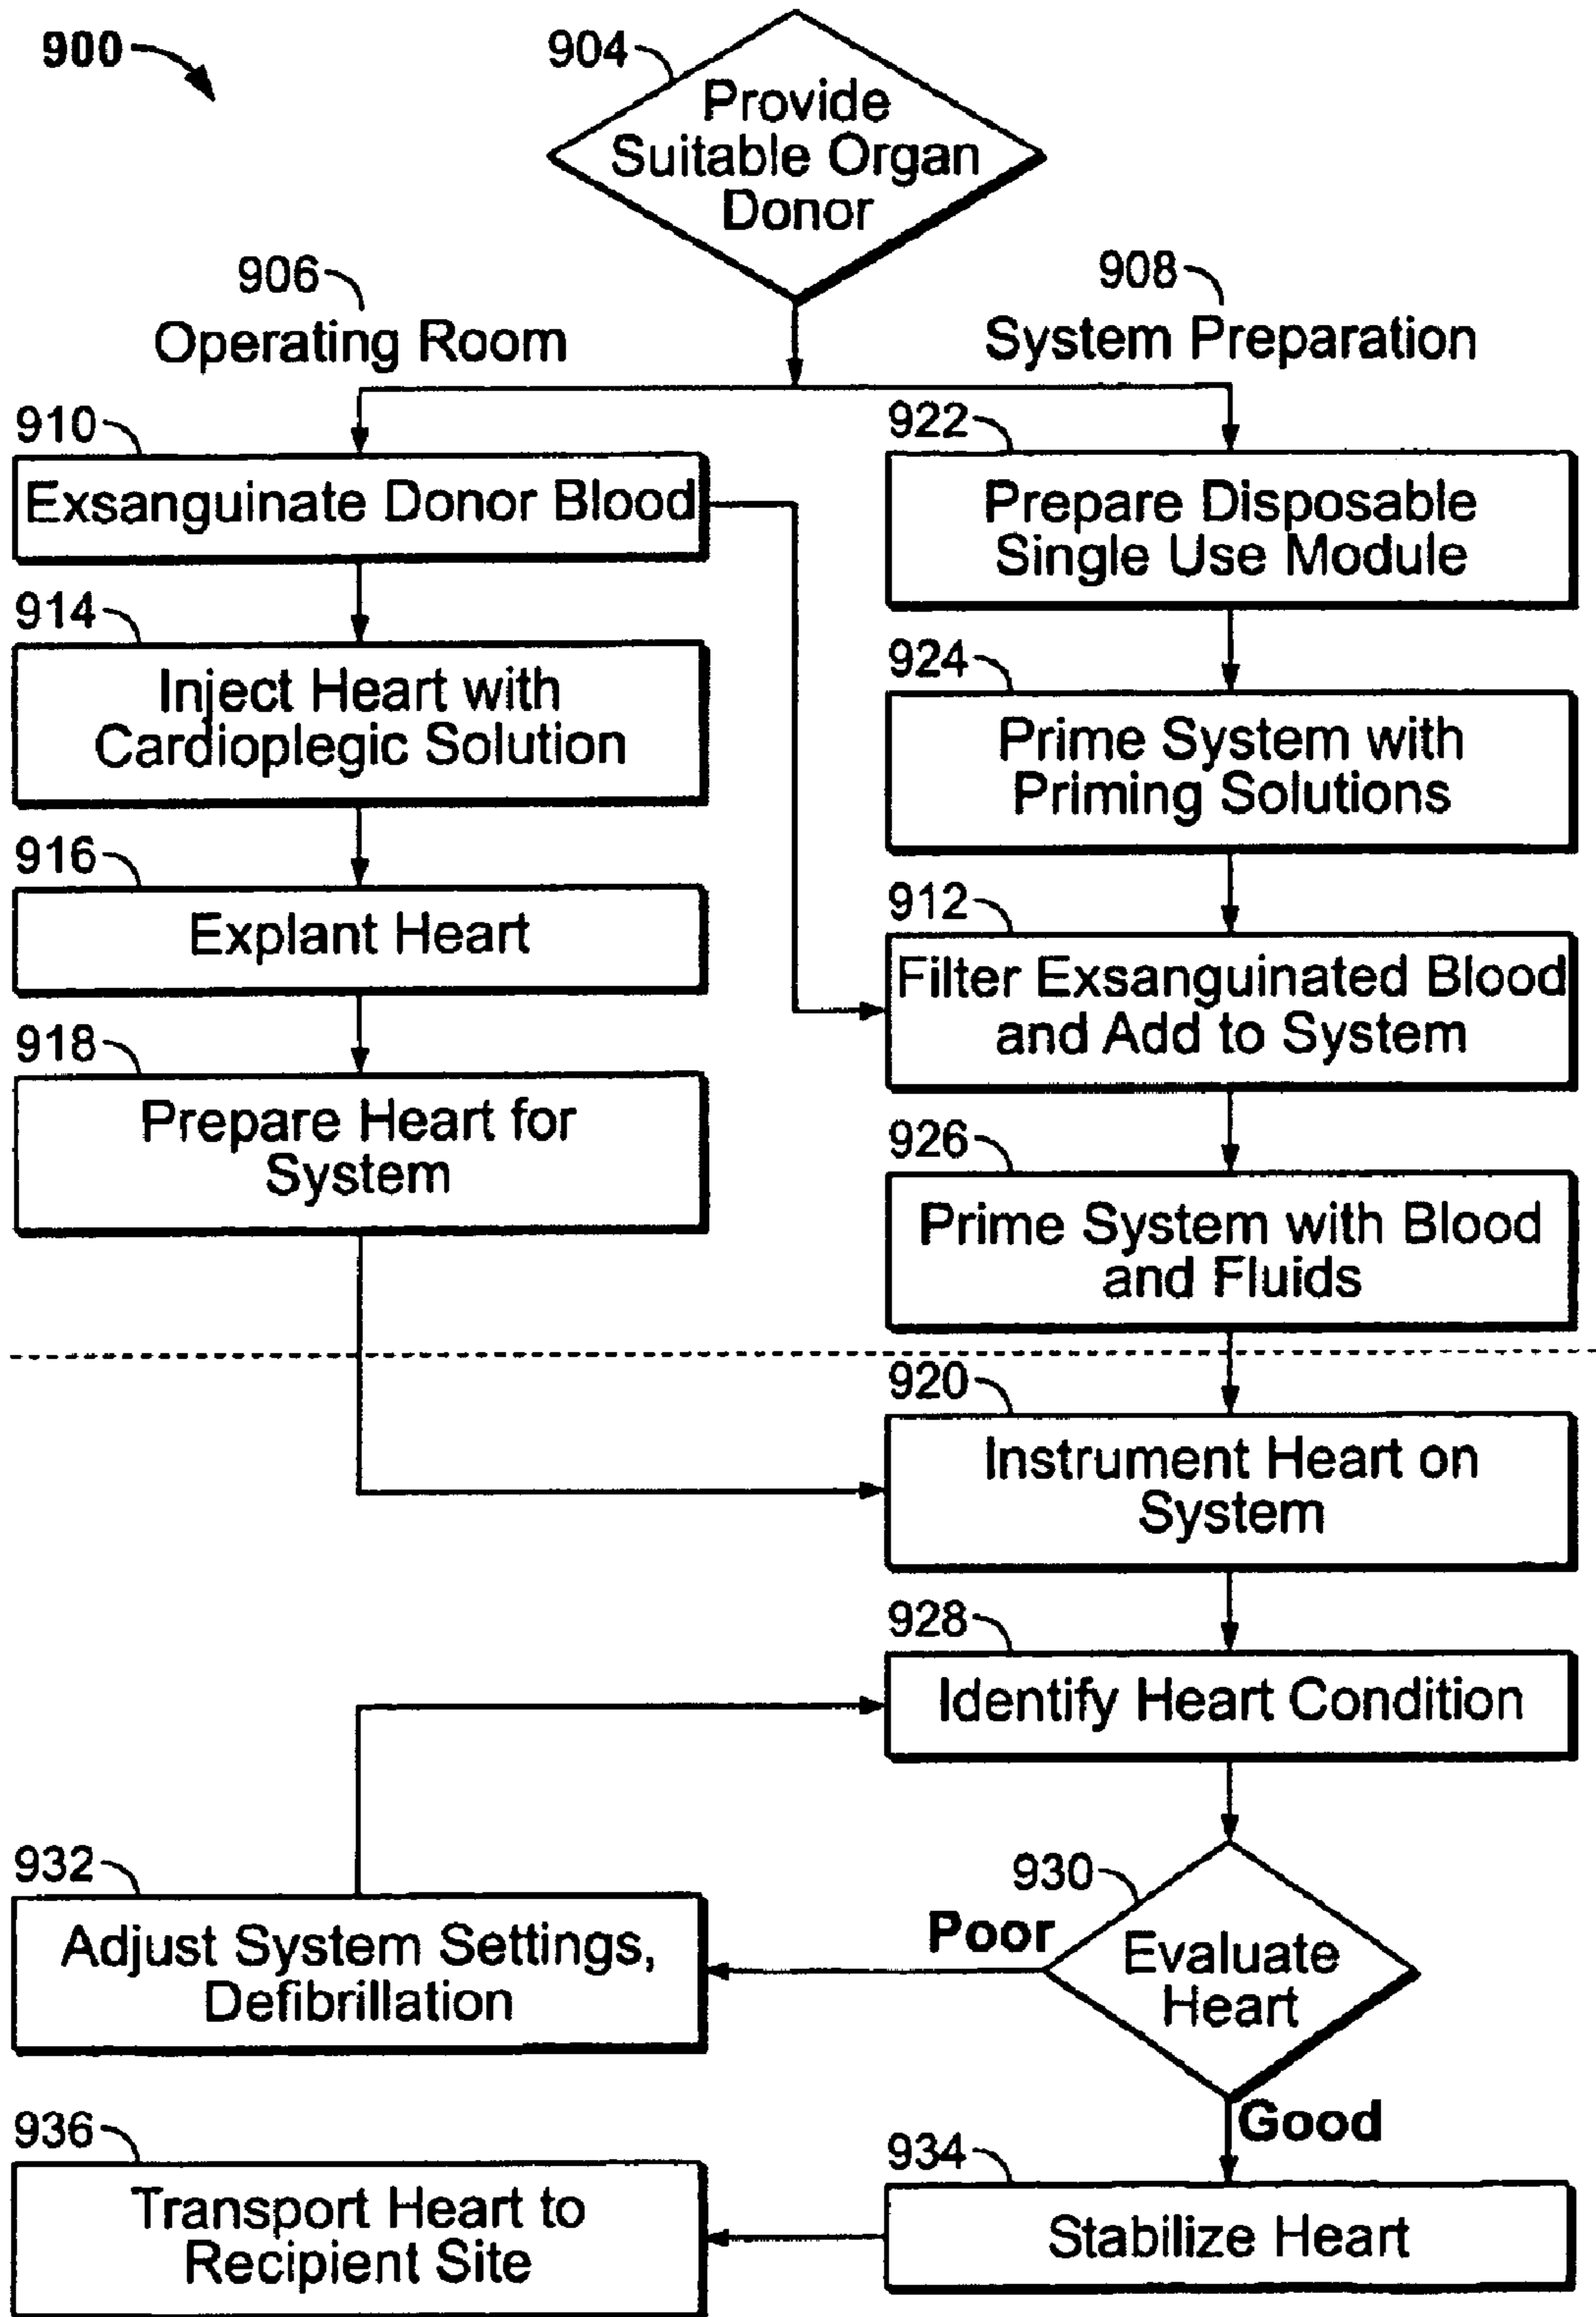 900
904
Provide
Suitable Organ
Donor
906
Operating Room
908
System Preparation
910
Exsanguinate Donor Blood
914
Inject Heart with
Cardioplegic Solution
916
Explant Heart
918
Prepare Heart for
System
922
Prepare Disposable
Single Use Module
924
Prime System with
Priming Solutions
912
Filter Exsanguinated Blood
and Add to System
926
Prime System with Blood
and Fluids
920
Instrument Heart on
System
928
Identify Heart Condition
930
Evaluate
Heart
Poor
932
Adjust System Settings,
Defibrillation
Good
934
Stabilize Heart
936
Transport Heart to
Recipient Site